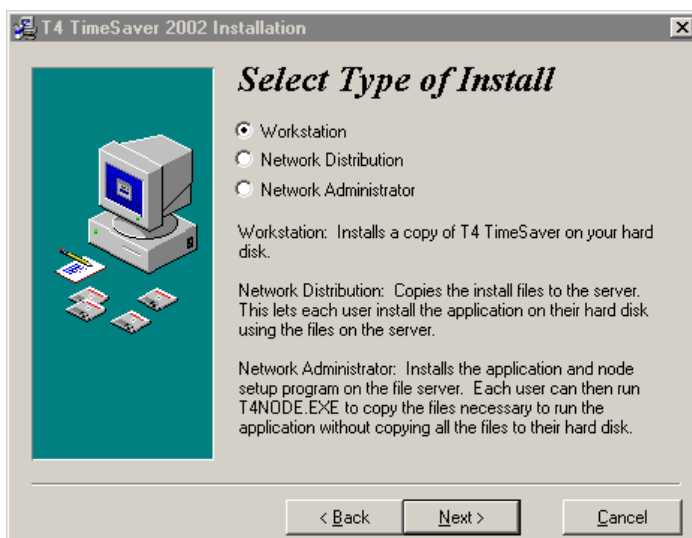 T4 TimeSaver 2002 Installation
Select Type of Install
Workstation
Network Distribution
Network Administrator
Workstation: Installs a copy of T4 TimeSaver on your hard
disk.
Network Distribution: Copies the install files to the server.
This lets each user install the application on their hard disk
using the files on the server.
Network Administrator: Installs the application and node
setup program on the file server. Each user can then run
T4NODE.EXE to copy the files necessary to run the
application without copying all the files to their hard disk.
< Back Next > Cancel